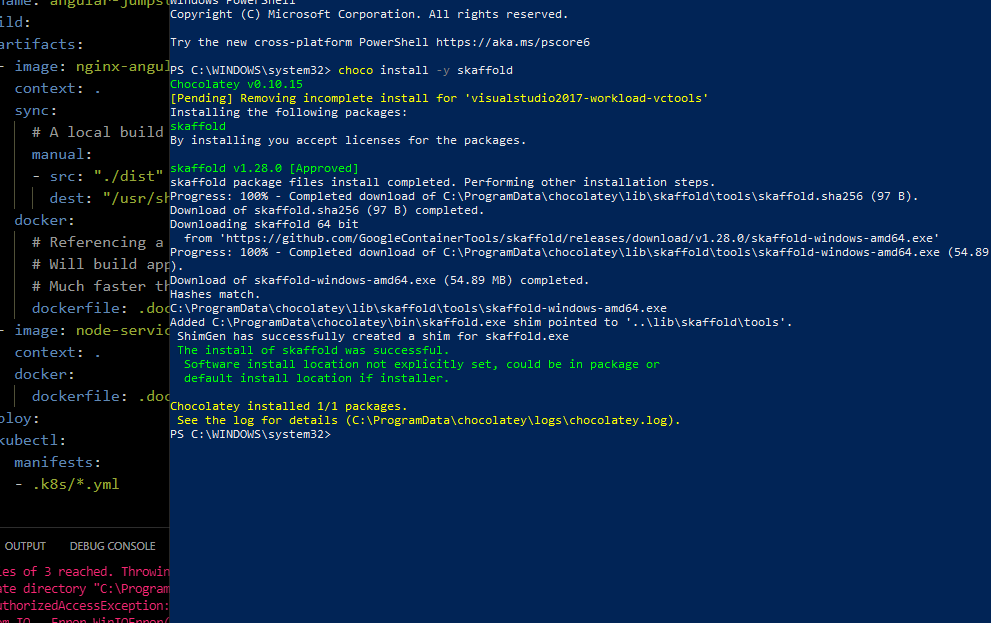 name: angular-jumpst
ild:
artifacts:
- image: nginx-angul
context: .
sync:
# A local build
manual:
- src: "./dist"
dest: "/usr/sh
docker:
# Referencing a
# Will build app
# Much faster th
dockerfile: .doc
- image: node-servic
context: .
docker:
dockerfile: .doc
ploy:
kubectl:
manifests:
- .k8s/*.yml
OUTPUT DEBUG CONSOLE
es of 3 reached. Throwin
ate directory "C:\Program
uthorizedAccessException:
Windows PowerShell
Copyright (C) Microsoft Corporation. All rights reserved.
Try the new cross-platform PowerShell https://aka.ms/pscore6
PS C:\WINDOWS\system32> choco install -y skaffold
Chocolatey v0.10.15
[Pending] Removing incomplete install for 'visualstudio2017-workload-vctools'
Installing the following packages:
skaffold
By installing you accept licenses for the packages.
skaffold v1.28.0 [Approved]
skaffold package files install completed. Performing other installation steps.
Progress: 100% - Completed download of C:\ProgramData\chocolatey\lib\skaffold\tools\skaffold.sha256 (97 B).
Download of skaffold.sha256 (97 B) completed.
Downloading skaffold 64 bit
from 'https://github.com/GoogleContainerTools/skaffold/releases/download/v1.28.0/skaffold-windows-amd64.exe'
Progress: 100% - Completed download of C:\ProgramData\chocolatey\lib\skaffold\tools\skaffold-windows-amd64.exe (54.89
).
Download of skaffold-windows-amd64.exe (54.89 MB) completed.
Hashes match.
C:\ProgramData\chocolatey\lib\skaffold\tools\skaffold-windows-amd64.exe
Added C:\ProgramData\chocolatey\bin\skaffold.exe shim pointed to '..\lib\skaffold\tools'.
ShimGen has successfully created a shim for skaffold.exe
The install of skaffold was successful.
Software install location not explicitly set, could be in package or
default install location if installer.
Chocolatey installed 1/1 packages.
See the log for details (C:\ProgramData\chocolatey\logs\chocolatey.log).
PS C:\WINDOWS\system32>